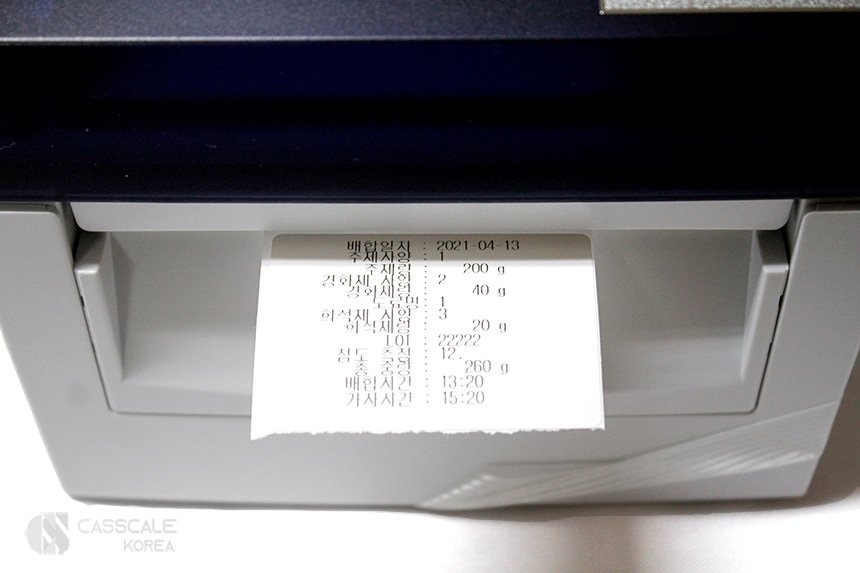 배합일자 : 2021-04-13
주제사양 : 1
주제량 : 200 g
경화제 사양 : 2
경화제량 : 40 g
도료명 : 1
희석제 사양 : 3
희석제량 : 20 g
LOT : 22222
점도 측정 : 12.
총 중량 : 260 g
배합시간 : 13:20
가사시간 : 15:20
CASSCALE
KOREA